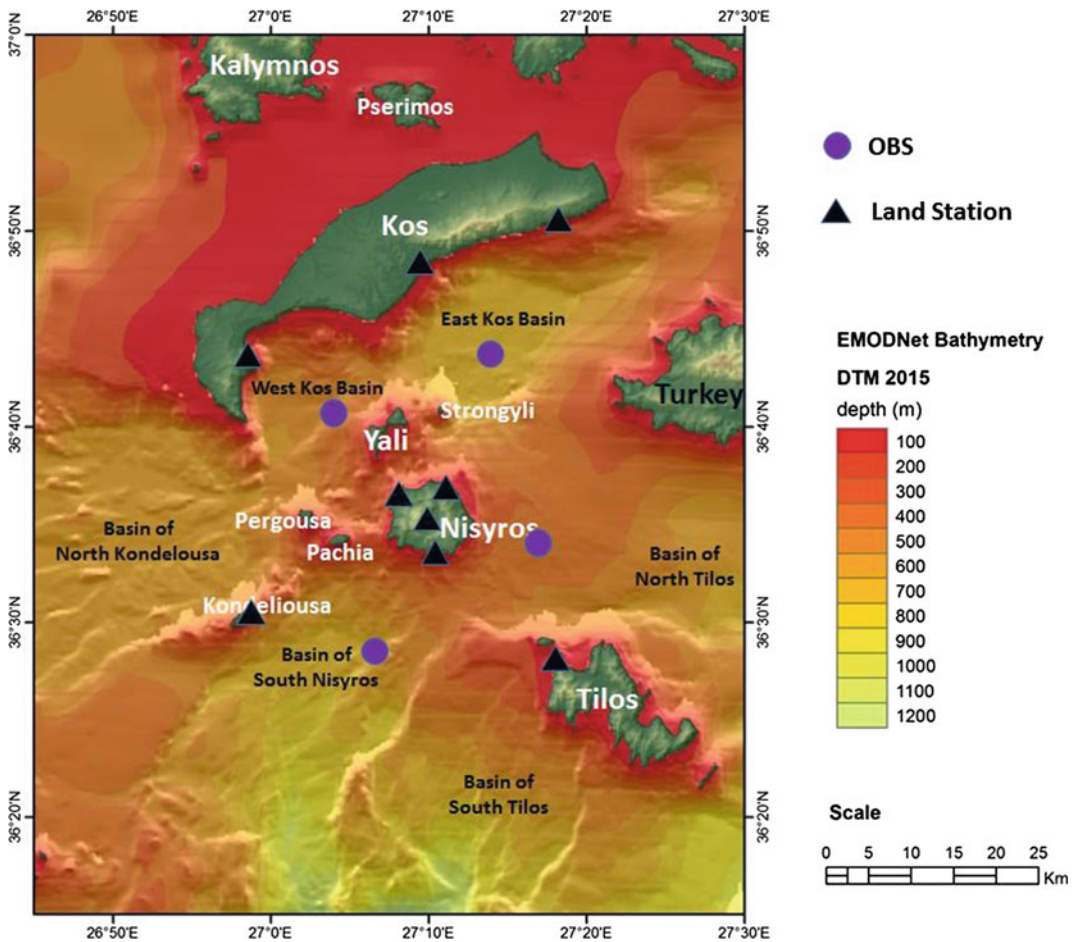 26°50'E 27°0'E 27°10'E 27°20'E 27°30'E
37°0'N
37°0'N
Kalymnos
Pserimos
OBS
Land Station
36°50'N
36°50'N
Kos
East Kos Basin
EMODNet Bathymetry
DTM 2015
depth (m)
100
200
300
400
500
600
700
800
900
1000
1100
1200
West Kos Basin
Turkey
Strongyli
36°40'N
36°40'N
Yali
Pergousa
Nisyros
Basin of
North Kondelousa
Pachia
Basin of
North Tilos
Kondeliousa
36°30'N
36°30'N
Basin of
South Nisyros
Tilos
Basin of
South Tilos
36°20'N
36°20'N
Scale
0 5 10 15 20 25
Km
26°50'E 27°0'E 27°10'E 27°20'E 27°30'E